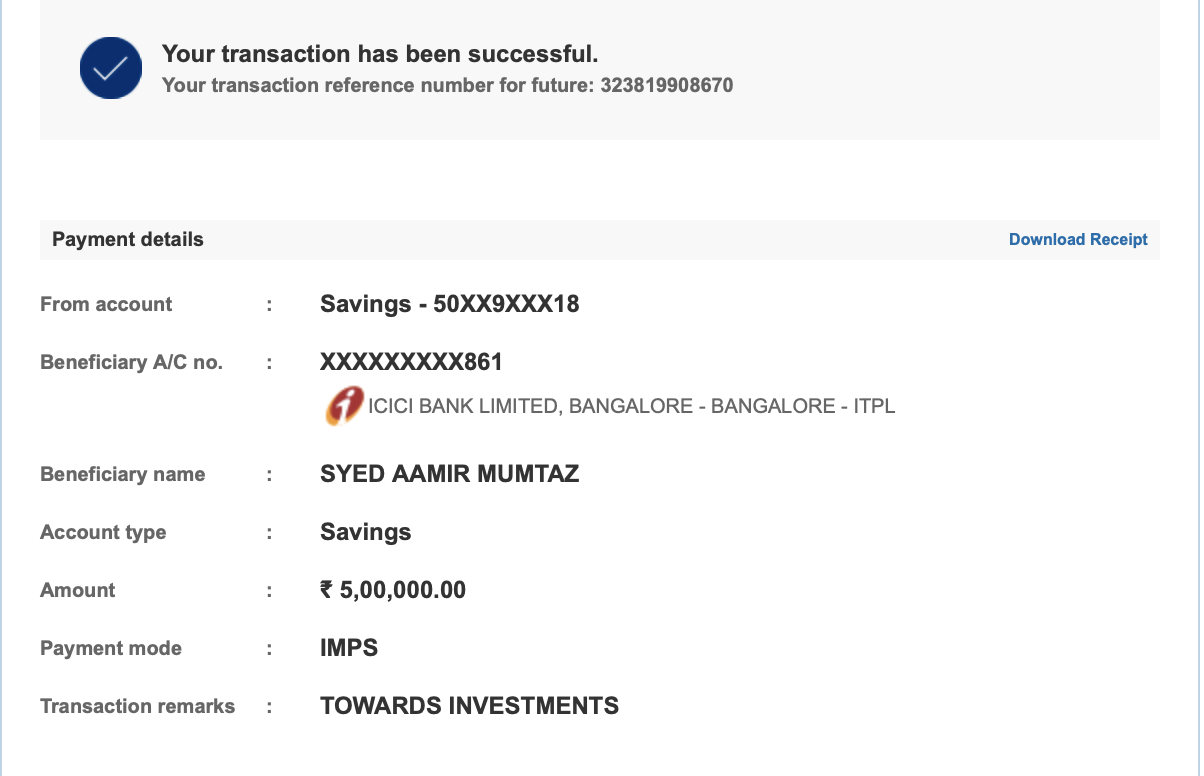 Your transaction has been successful.
Your transaction reference number for future: 323819908670
Payment details Download Receipt
From account : Savings - 50XX9XXX18
Beneficiary A/C no. : XXXXXXXXX861
ICICI BANK LIMITED, BANGALORE - BANGALORE - ITPL
Beneficiary name : SYED AAMIR MUMTAZ
Account type : Savings
Amount : ₹ 5,00,000.00
Payment mode : IMPS
Transaction remarks : TOWARDS INVESTMENTS